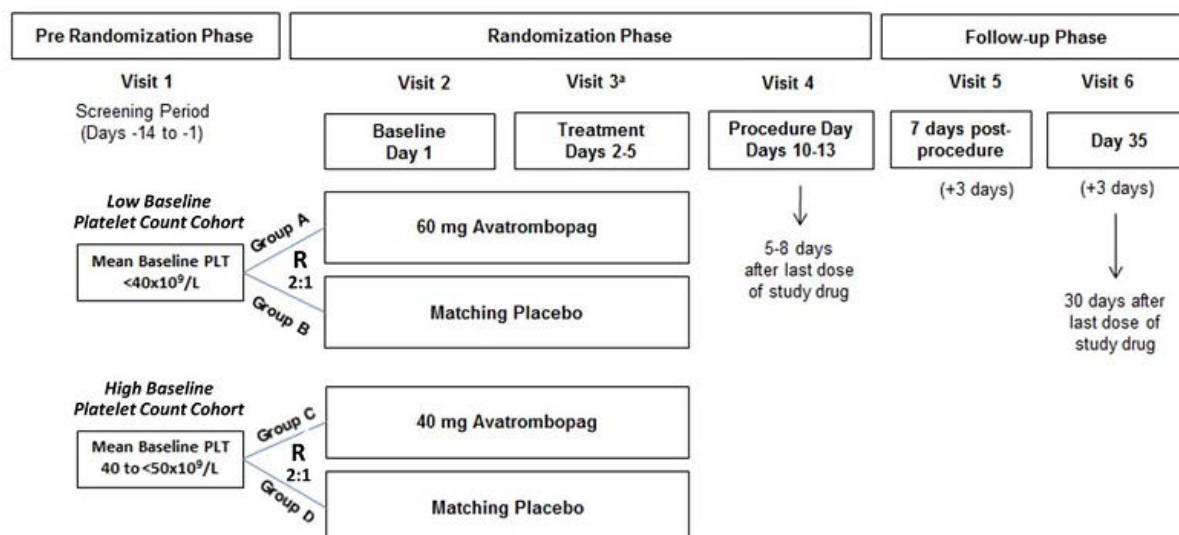 Pre Randomization Phase
Randomization Phase
Follow-up Phase
Visit 1
Visit 2
Visit 3ᵃ
Visit 4
Visit 5
Visit 6
Screening Period
(Days -14 to -1)
Baseline
Day 1
Treatment
Days 2-5
Procedure Day
Days 10-13
7 days post-
procedure
Day 35
(+3 days)
(+3 days)
Low Baseline
Platelet Count Cohort
Mean Baseline PLT
<40x10⁹/L
Group A
R
2:1
Group B
60 mg Avatrombopag
Matching Placebo
5-8 days
after last dose
of study drug
30 days after
last dose of
study drug
High Baseline
Platelet Count Cohort
Mean Baseline PLT
40 to <50x10⁹/L
Group C
R
2:1
Group D
40 mg Avatrombopag
Matching Placebo